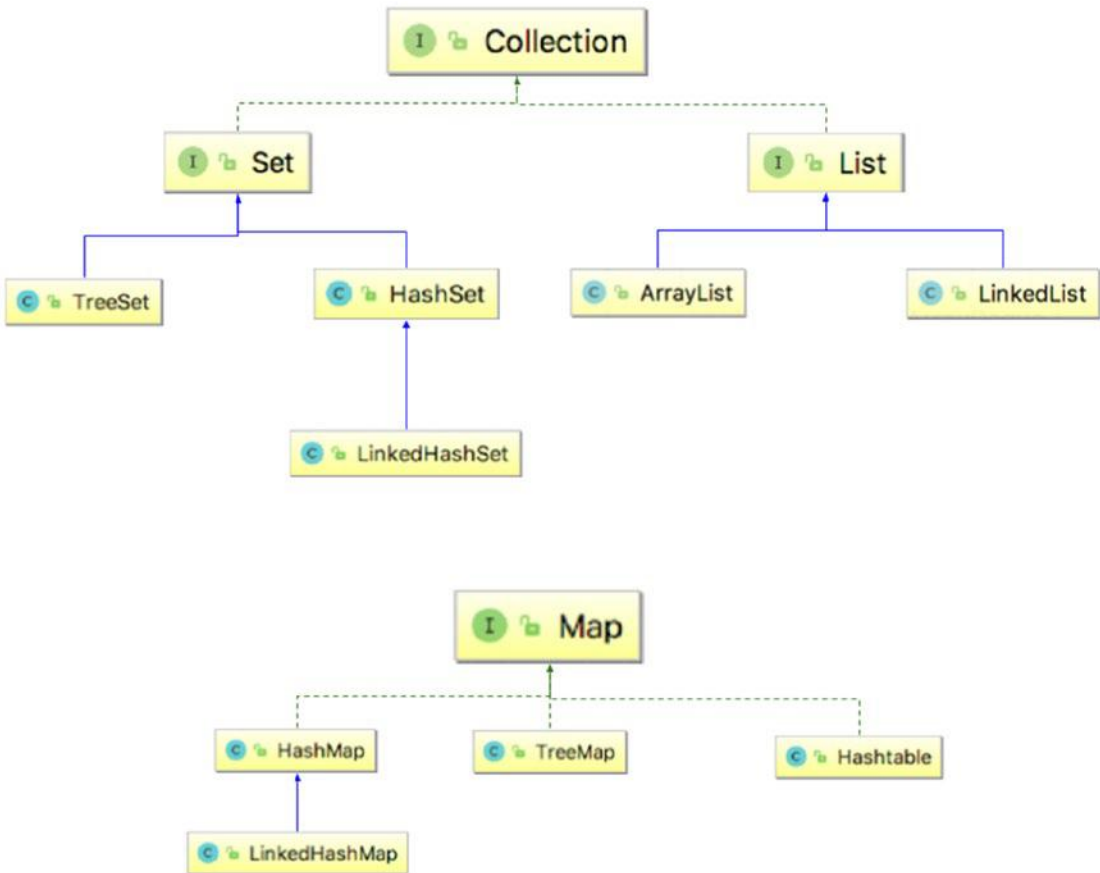 I Collection
I Set
I List
C TreeSet
C HashSet
C ArrayList
C LinkedList
C LinkedHashSet
I Map
C HashMap
C TreeMap
C Hashtable
C LinkedHashMap